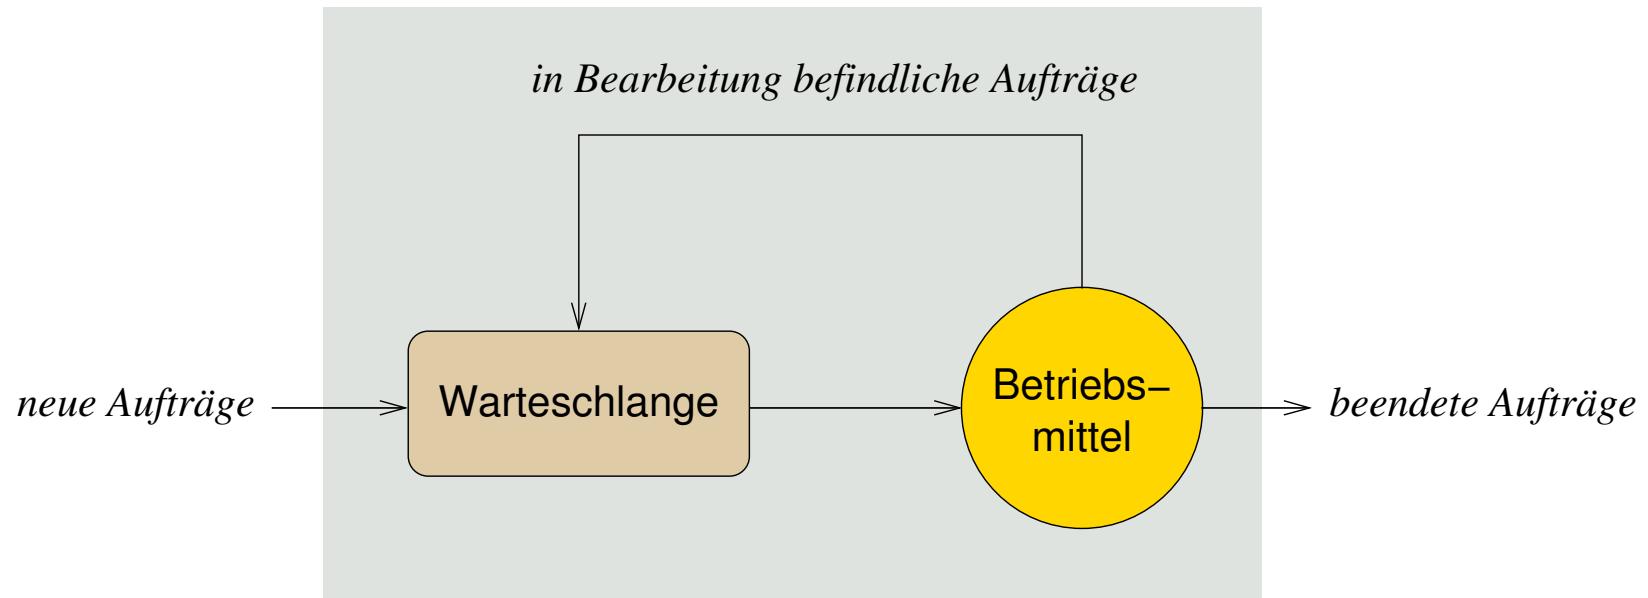 in Bearbeitung befindliche Aufträge
neue Aufträge
Warteschlange
Betriebs–
mittel
beendete Aufträge